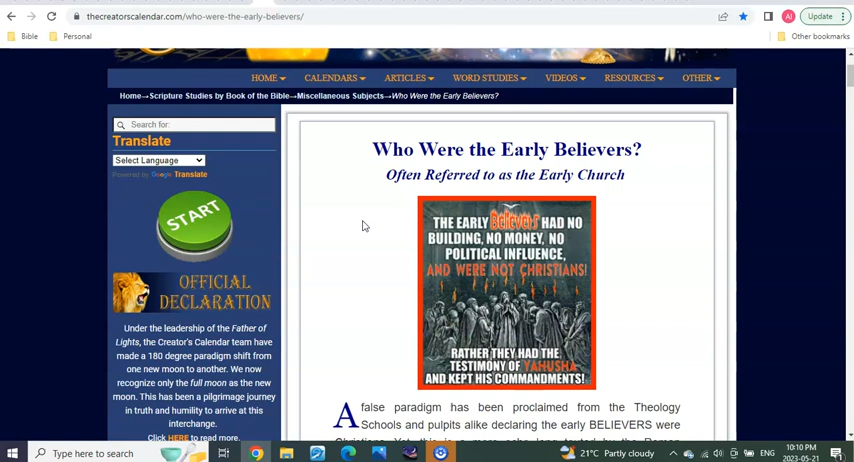 thecreatorscalendar.com/who-were-the-early-believers/
AI
Update
Bible
Personal
Other bookmarks
HOME
CALENDARS
ARTICLES
WORD STUDIES
VIDEOS
RESOURCES
OTHER
Home→Scripture Studies by Book of the Bible→Miscellaneous Subjects→Who Were the Early Believers?
Search for:
Translate
Select Language
Powered by Google Translate
START
OFFICIAL
DECLARATION
Under the leadership of the Father of
Lights, the Creator's Calendar team have
made a 180 degree paradigm shift from
one new moon to another. We now
recognize only the full moon as the new
moon. This has been a pilgrimage journey
in truth and humility to arrive at this
interchange.
Click HERE to read more.
Who Were the Early Believers?
Often Referred to as the Early Church
THE EARLY Believers HAD NO
BUILDING, NO MONEY, NO
POLITICAL INFLUENCE,
AND WERE NOT CHRISTIANS!
RATHER THEY HAD THE
TESTIMONY OF YAHUSHA
AND KEPT HIS COMMANDMENTS!
A false paradigm has been proclaimed from the Theology
Schools and pulpits alike declaring the early BELIEVERS were
Type here to search
21°C Partly cloudy
ENG
10:10 PM
2023-05-21